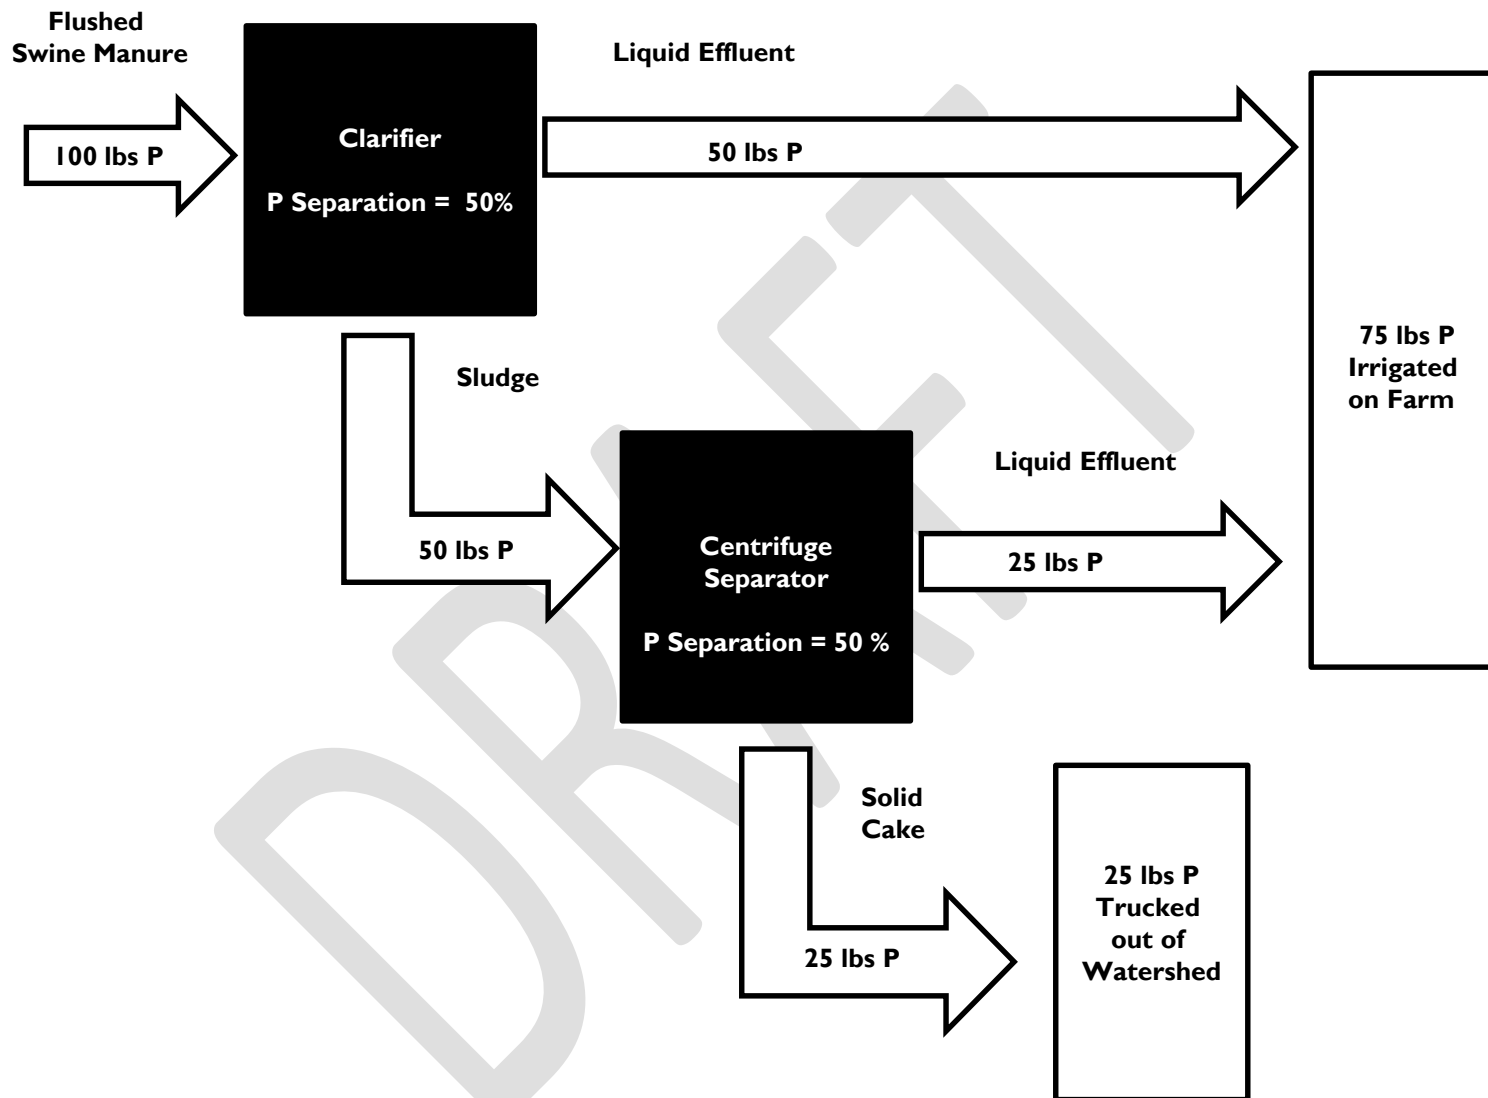 Flushed
Swine Manure
100 lbs P
Clarifier
P Separation = 50%
Liquid Effluent
50 lbs P
75 lbs P
Irrigated
on Farm
Sludge
50 lbs P
Centrifuge
Separator
P Separation = 50 %
Liquid Effluent
25 lbs P
Solid
Cake
25 lbs P
25 lbs P
Trucked
out of
Watershed
DRAFT